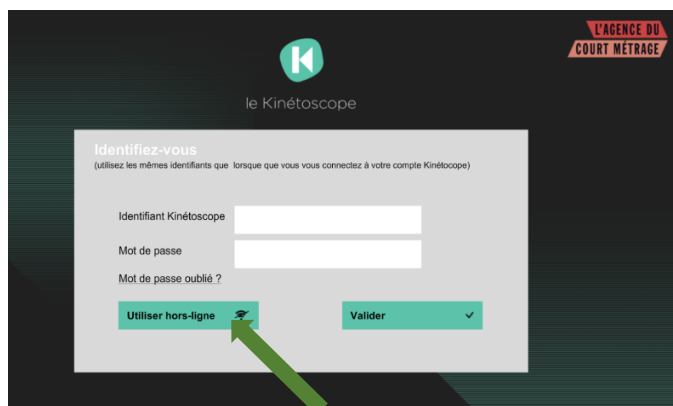 L'AGENCE DU
COURT MÉTRAGE
K
le Kinétoscope
Identifiez-vous
(utilisez les mêmes identifiants que lorsque que vous vous connectez à votre compte Kinétocope)
Identifiant Kinétoscope
Mot de passe
Mot de passe oublié ?
Utiliser hors-ligne
Valider